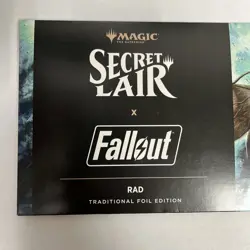 MAGIC
THE GATHERING
SECRET
LAIR
X
Fallout
RAD
TRADITIONAL FOIL EDITION